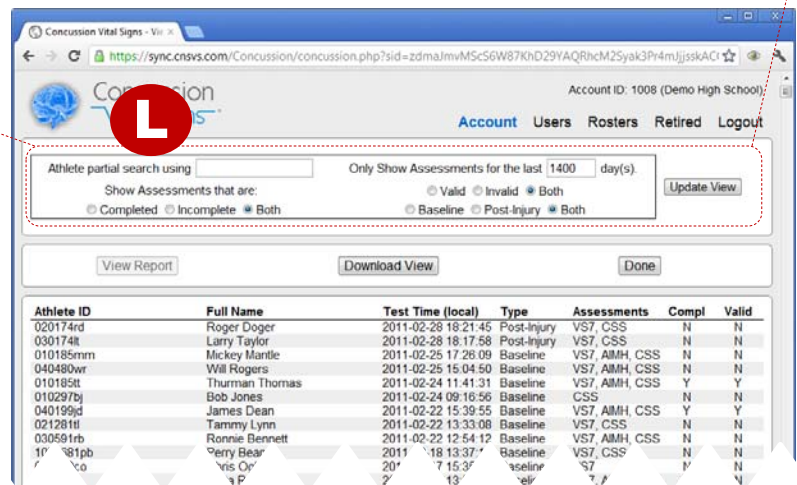 Concussion Vital Signs - Vie
https://sync.cnsvs.com/Concussion/concussion.php?sid=zdmaJmvMScS6W87KhD29YAQRhcM2Syak3Pr4mJjsskACt
Account ID: 1008 (Demo High School)
L
Account Users Rosters Retired Logout
Athlete partial search using Only Show Assessments for the last 1400 day(s).
Show Assessments that are: Valid Invalid Both Update View
Completed Incomplete Both Baseline Post-Injury Both
View Report Download View Done
Athlete ID Full Name Test Time (local) Type Assessments Compl Valid
020174rd Roger Doger 2011-02-28 18:21:45 Post-Injury VS7, CSS N N
030174lt Larry Taylor 2011-02-28 18:17:58 Post-Injury VS7, CSS N N
010185mm Mickey Mantle 2011-02-25 17:26:09 Baseline VS7, AIMH, CSS N N
040480wr Will Rogers 2011-02-25 15:04:50 Baseline VS7, AIMH, CSS N N
010185tt Thurman Thomas 2011-02-24 11:41:31 Baseline VS7, AIMH, CSS Y Y
010297bj Bob Jones 2011-02-24 09:16:56 Baseline CSS N N
040199jd James Dean 2011-02-22 15:39:55 Baseline VS7, AIMH, CSS Y Y
021281tl Tammy Lynn 2011-02-22 13:33:08 Baseline VS7, CSS N N
030591rb Ronnie Bennett 2011-02-22 12:54:12 Baseline VS7, AIMH, CSS N N
Perry Baseline VS7, CSS N N
N N